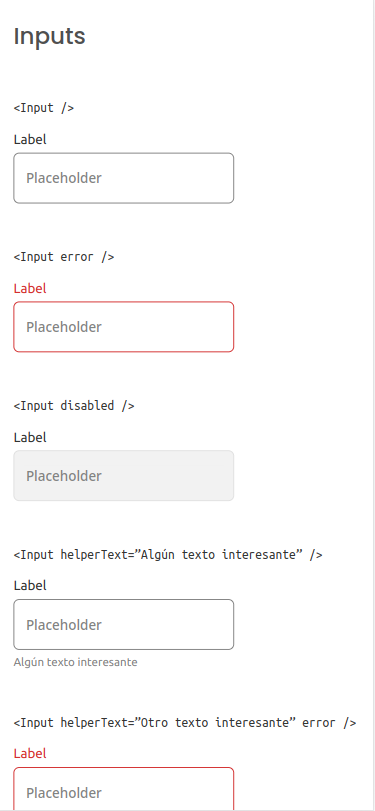 Inputs
<Input />
Label
Placeholder
<Input error />
Label
Placeholder
<Input disabled />
Label
Placeholder
<Input helperText=”Algún texto interesante” />
Label
Placeholder
Algún texto interesante
<Input helperText=”Otro texto interesante” error />
Label
Placeholder